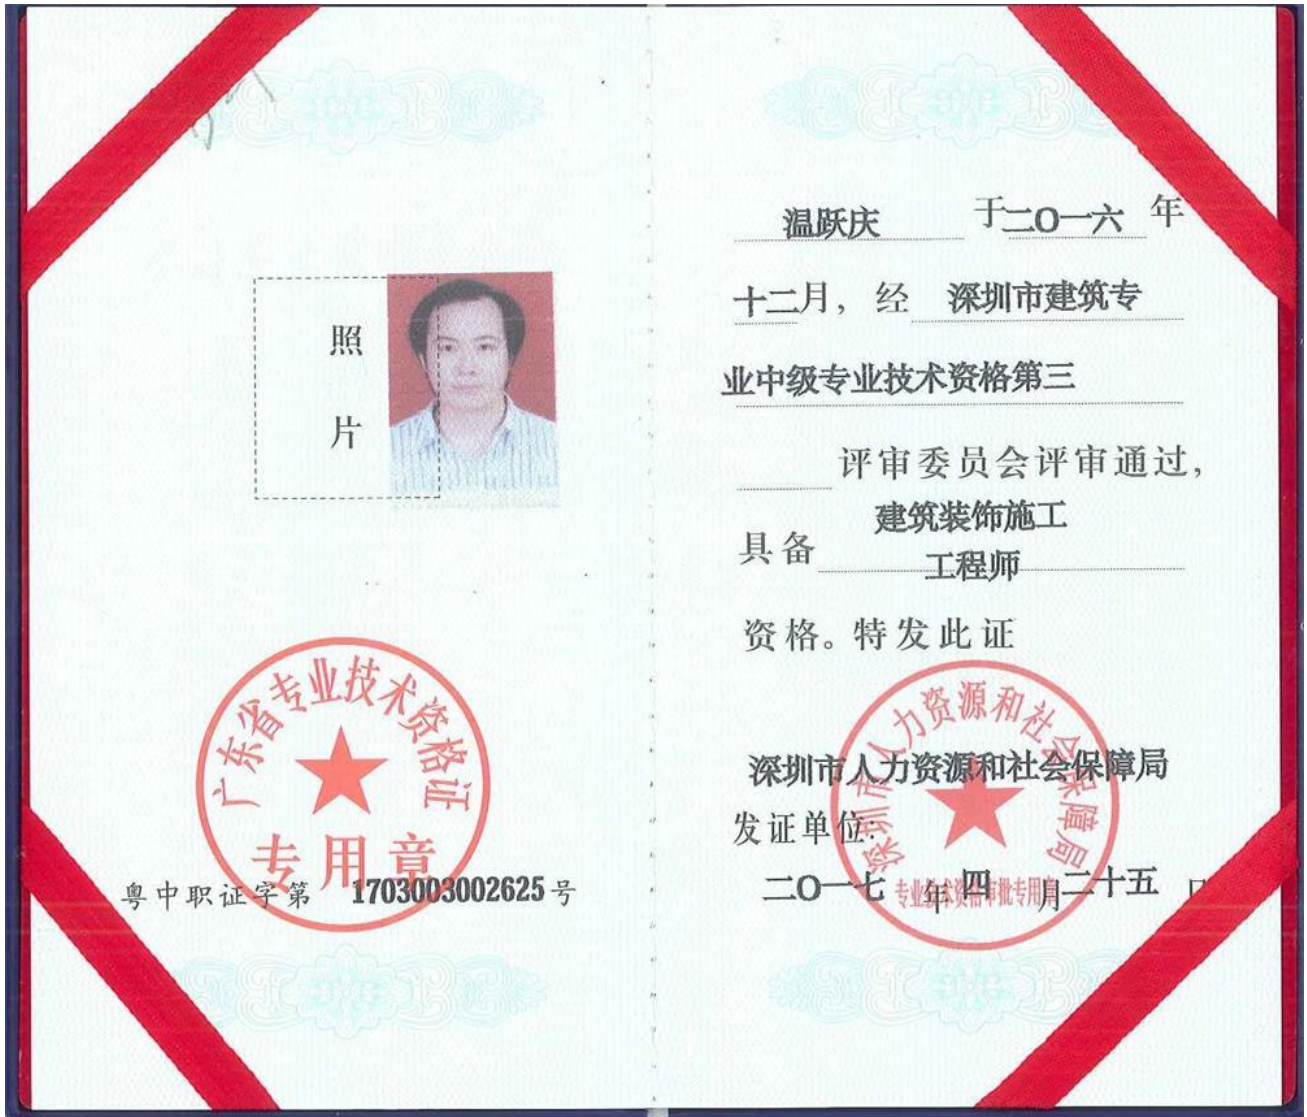 照
片
广东省专业技术资格证
专用章
粤中职证字第 1703003002625 号
温跃庆 于二〇一六 年
十二月，经 深圳市建筑专
业中级专业技术资格第三
评审委员会评审通过，
具备 建筑装饰施工
工程师
资格。特发此证
深圳市人力资源和社会保障局
深圳市人力资源和社会保障局
发证单位：
二〇一七 年 四 月 二十五 日
专业技术资格审批专用章